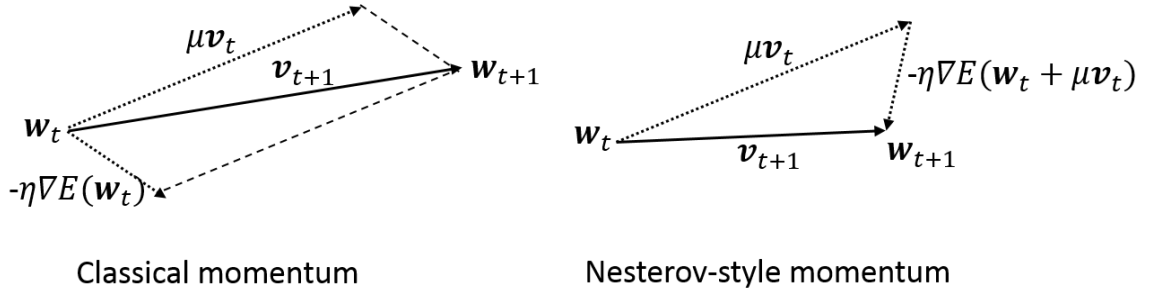 μv_t
v_{t+1}
w_{t+1}
w_t
-η∇E(w_t)
Classical momentum
μv_t
-η∇E(w_t + μv_t)
w_t
v_{t+1}
w_{t+1}
Nesterov-style momentum